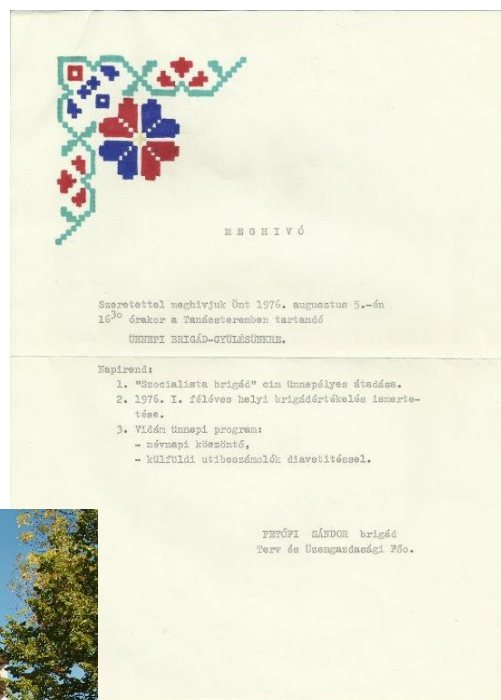 MEGHIVÓ
Szeretettel meghivjuk Önt 1976. augusztus 5.-én
16³⁰ órakor a Tanácsteremben tartandó
ÜNNEPI BRIGÁD-GYÜLÉSÜNKRE.
Napirend:
1. "Szocialista brigád" cim ünnepélyes átadása.
2. 1976. I. féléves helyi brigádértékelés ismerte-
tése.
3. Vidám ünnepi program:
- névnapi köszöntő,
- külföldi utibeszámolók diavetitéssel.
PETŐFI SÁNDOR brigád
Terv és Üzemgazdasági Főo.